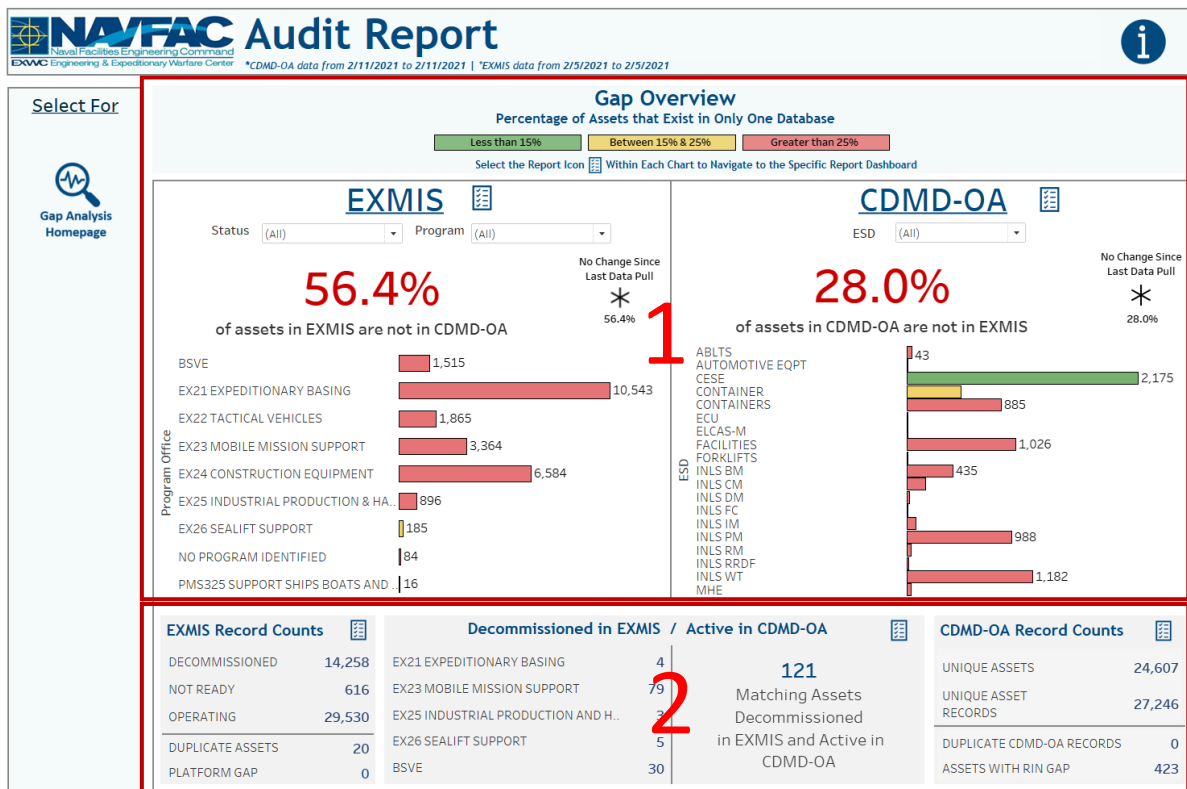 NAVFAC
Naval Facilities Engineering Command
EXWC Engineering & Expeditionary Warfare Center
Audit Report
*CDMD-OA data from 2/11/2021 to 2/11/2021 | *EXMIS data from 2/5/2021 to 2/5/2021
i
Select For
Gap Analysis
Homepage
Gap Overview
Percentage of Assets that Exist in Only One Database
Less than 15% Between 15% & 25% Greater than 25%
Select the Report Icon Within Each Chart to Navigate to the Specific Report Dashboard
EXMIS
Status (All) Program (All)
56.4%
No Change Since
Last Data Pull
56.4%
of assets in EXMIS are not in CDMD-OA
Program Office
BSVE 1,515
EX21 EXPEDITIONARY BASING 10,543
EX22 TACTICAL VEHICLES 1,865
EX23 MOBILE MISSION SUPPORT 3,364
EX24 CONSTRUCTION EQUIPMENT 6,584
EX25 INDUSTRIAL PRODUCTION & HA.. 896
EX26 SEALIFT SUPPORT 185
NO PROGRAM IDENTIFIED 84
PMS325 SUPPORT SHIPS BOATS AND .. 16
1
CDMD-OA
ESD (All)
28.0%
No Change Since
Last Data Pull
28.0%
of assets in CDMD-OA are not in EXMIS
ESD
ABLTS 43
AUTOMOTIVE EQPT
CESE 2,175
CONTAINER
CONTAINERS 885
ECU
ELCAS-M
FACILITIES 1,026
FORKLIFTS
INLS BM 435
INLS CM
INLS DM
INLS FC
INLS IM
INLS PM 988
INLS RM
INLS RRDF
INLS WT 1,182
MHE
EXMIS Record Counts
DECOMMISSIONED 14,258
NOT READY 616
OPERATING 29,530
DUPLICATE ASSETS 20
PLATFORM GAP 0
Decommissioned in EXMIS / Active in CDMD-OA
EX21 EXPEDITIONARY BASING 4
EX23 MOBILE MISSION SUPPORT 79
EX25 INDUSTRIAL PRODUCTION AND H..
EX26 SEALIFT SUPPORT 5
BSVE 30
2
121
Matching Assets
Decommissioned
in EXMIS and Active in
CDMD-OA
CDMD-OA Record Counts
UNIQUE ASSETS 24,607
UNIQUE ASSET
RECORDS 27,246
DUPLICATE CDMD-OA RECORDS 0
ASSETS WITH RIN GAP 423